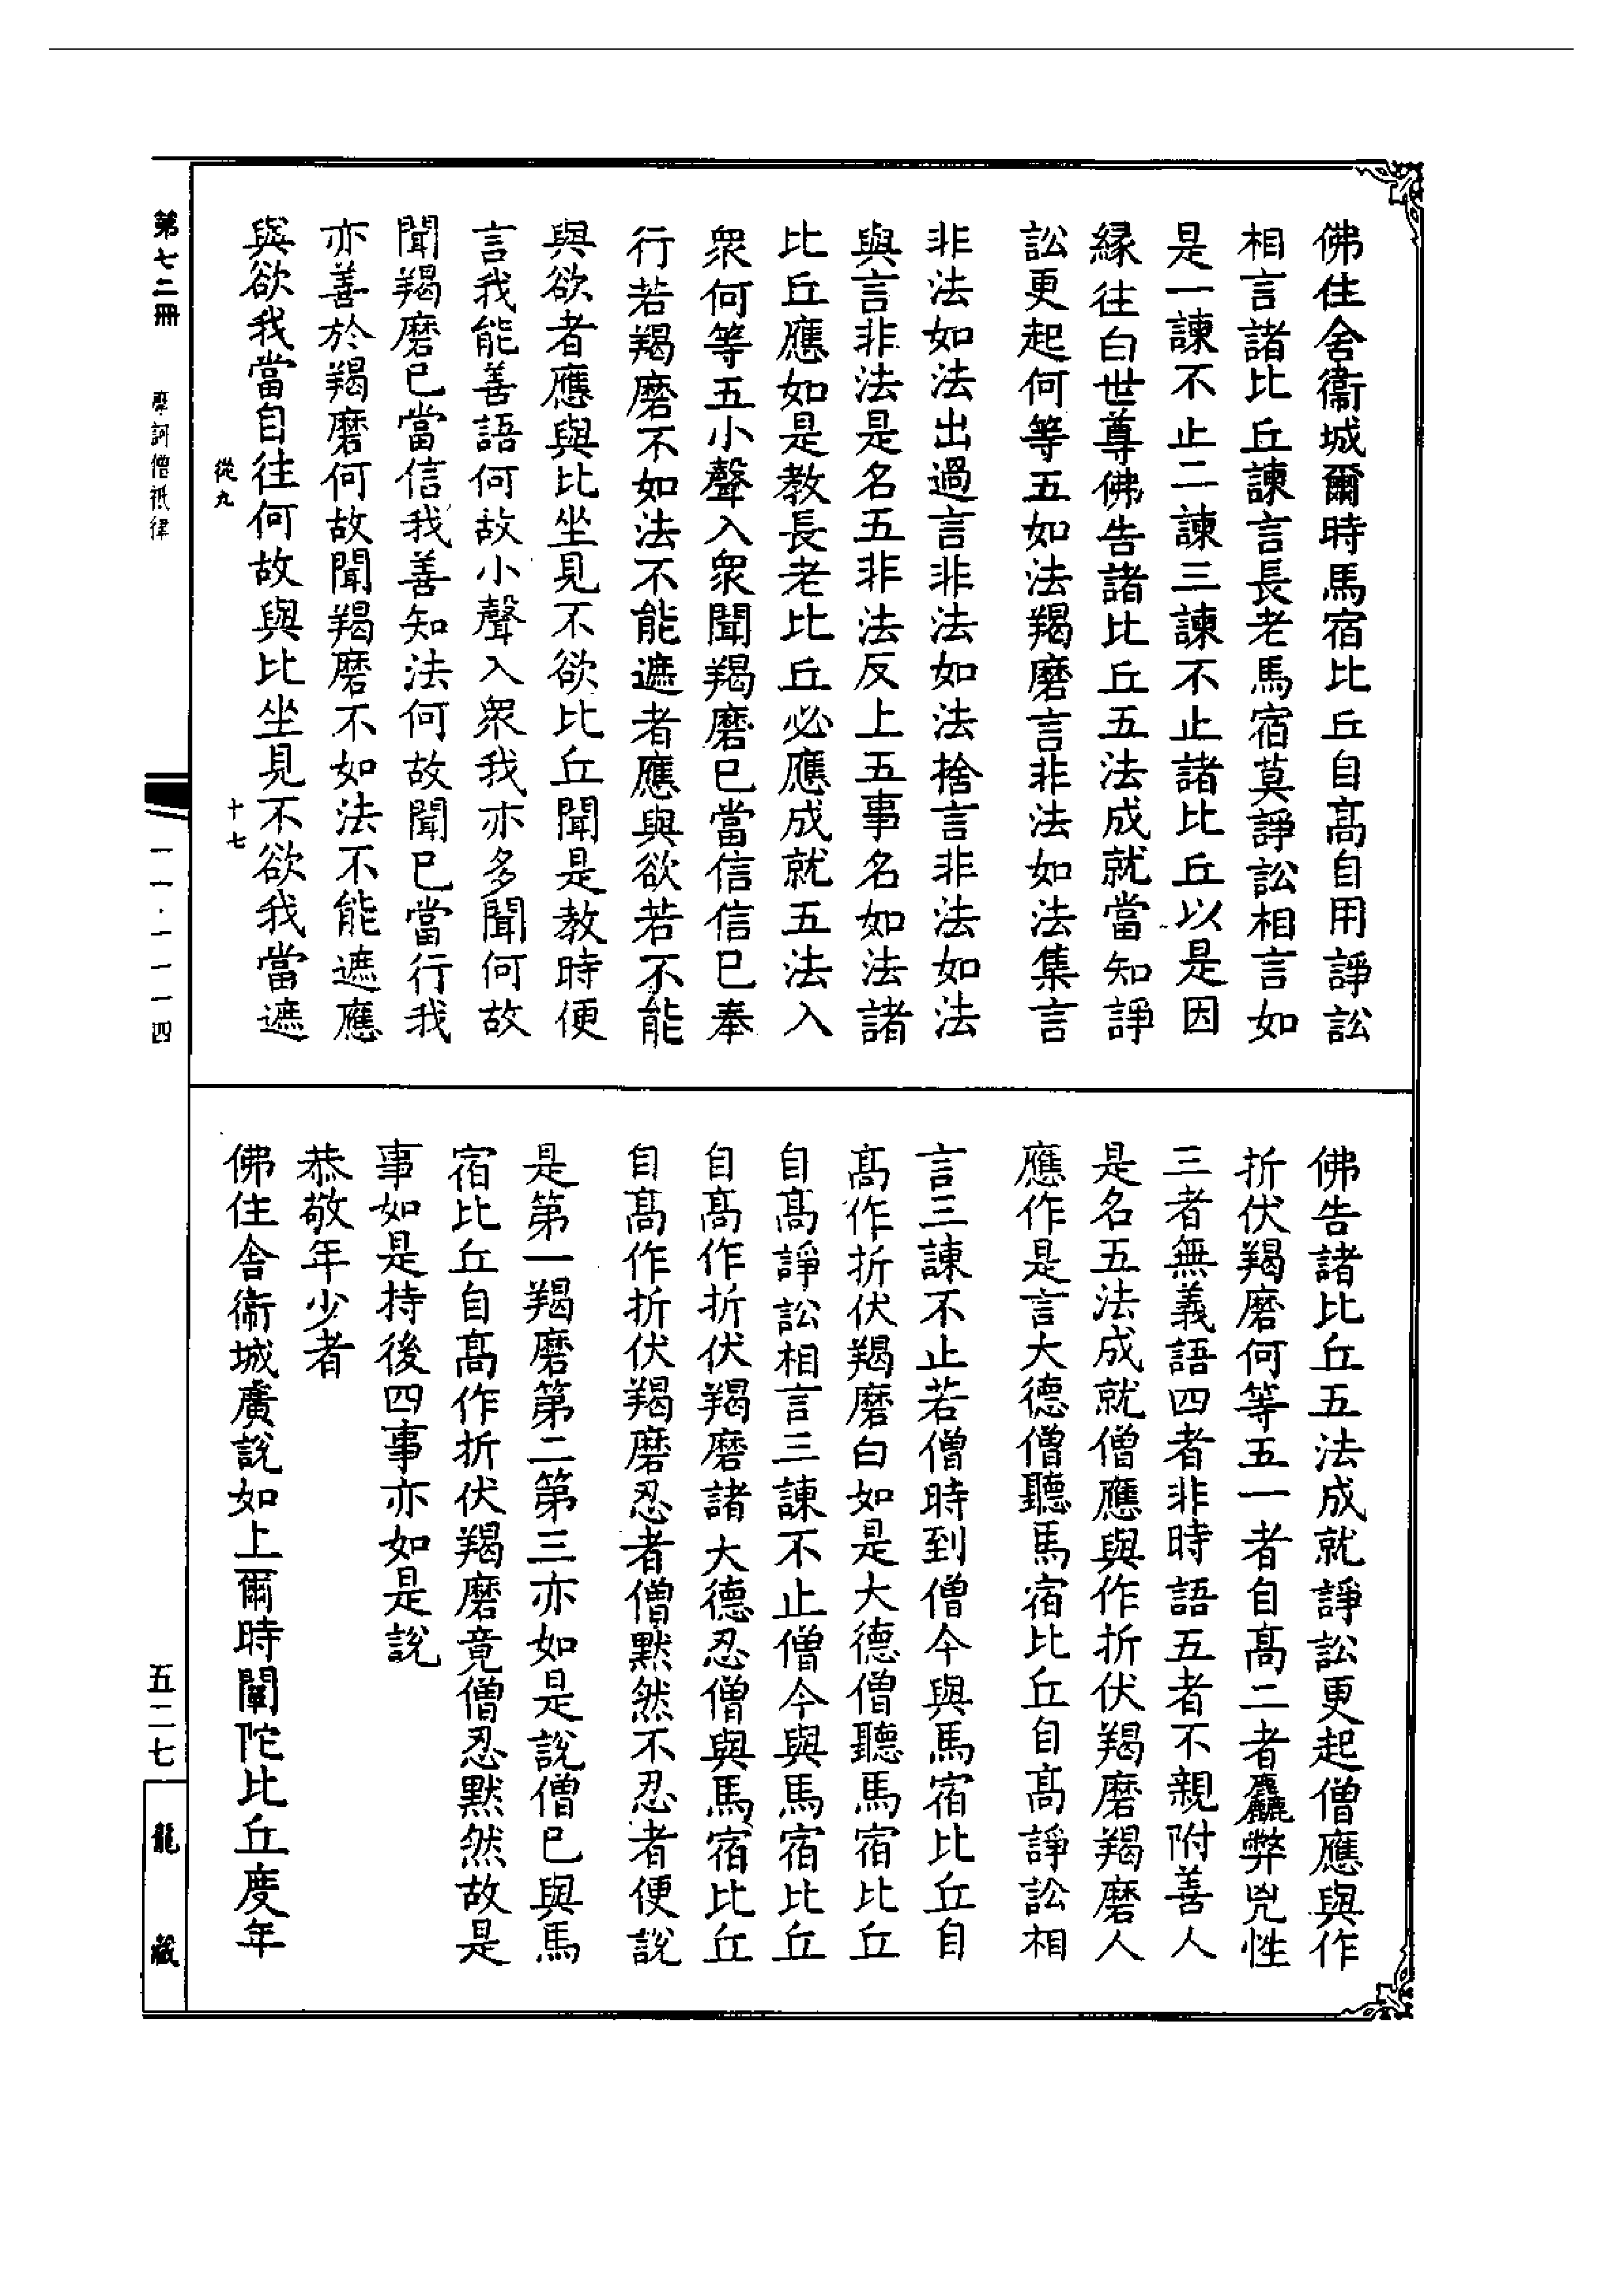 佛住舍衞城爾時馬宿比丘自髙自用諍訟
相言諸比丘諫言長老馬宿莫諍訟相言如
是一諫不止二諫三諫不止諸比丘以是因
緣往白世尊佛告諸比丘五法成就當知諍
訟更起何等五如法羯磨言非法如法集言
非法如法出過言非法如法捨言非法如法
與言非法是名五非法反上五事名如法諸
比丘應如是教長老比丘必應成就五法入
衆何等五小聲入衆聞羯磨已當信信已奉
行若羯磨不如法不能遮者應與欲若不能
與欲者應與比坐見不欲比丘聞是教時便
言我能善語何故小聲入衆我亦多聞何故
聞羯磨已當信我善知法何故聞已當行我
亦善於羯磨何故聞羯磨不如法不能遮應
與欲我當自往何故與比坐見不欲我當遮
從九 十七
佛告諸比丘五法成就諍訟更起僧應與作
折伏羯磨何等五一者自髙二者麤弊兇性
三者無義語四者非時語五者不親附善人
是名五法成就僧應與作折伏羯磨羯磨人
應作是言大德僧聽馬宿比丘自髙諍訟相
言三諫不止若僧時到僧今與馬宿比丘自
髙作折伏羯磨白如是大德僧聽馬宿比丘
自髙諍訟相言三諫不止僧今與馬宿比丘
自髙作折伏羯磨諸大德忍僧與馬宿比丘
自髙作折伏羯磨忍者僧默然不忍者便說
是第一羯磨第二第三亦如是說僧已與馬
宿比丘自髙作折伏羯磨竟僧忍默然故是
事如是持後四事亦如是說
恭敬年少者
佛住舍衞城廣說如上爾時闡陀比丘度年
第七二冊 摩訶僧祇律 一一·一一一四 五二七 龍藏